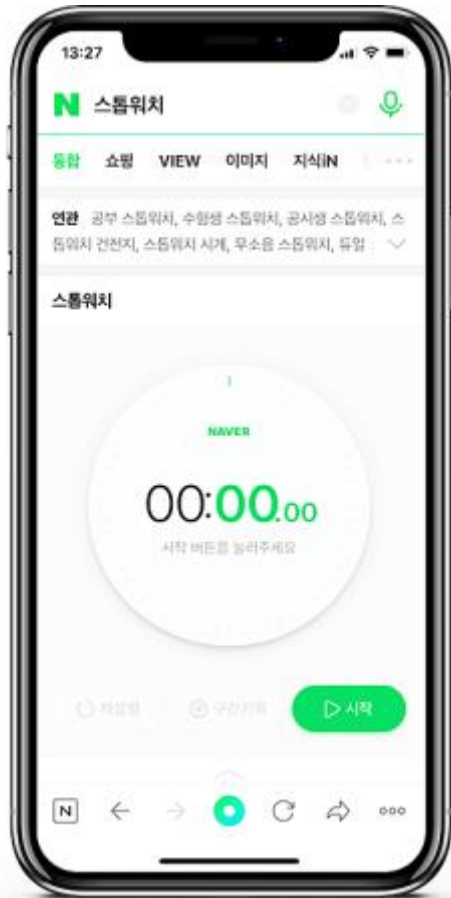 13:27
N 스톱워치
통합 쇼핑 VIEW 이미지 지식iN
연관 공부 스톱워치, 수험생 스톱워치, 공시생 스톱워치, 스
톱워치 건전지, 스톱워치 시계, 무소음 스톱워치, 듀얼
스톱워치
NAVER
00:00.00
시작 버튼을 눌러주세요
재설정 구간기록 시작
N